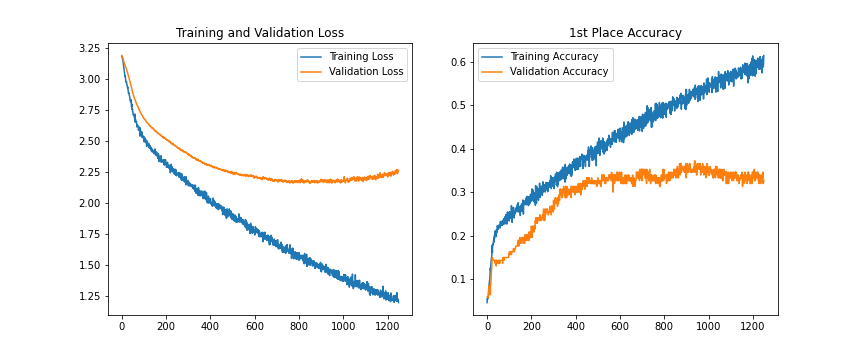 Training and Validation Loss
3.25
3.00
2.75
2.50
2.25
2.00
1.75
1.50
1.25
0 200 400 600 800 1000 1200
Training Loss
Validation Loss
1st Place Accuracy
0.6
0.5
0.4
0.3
0.2
0.1
0 200 400 600 800 1000 1200
Training Accuracy
Validation Accuracy